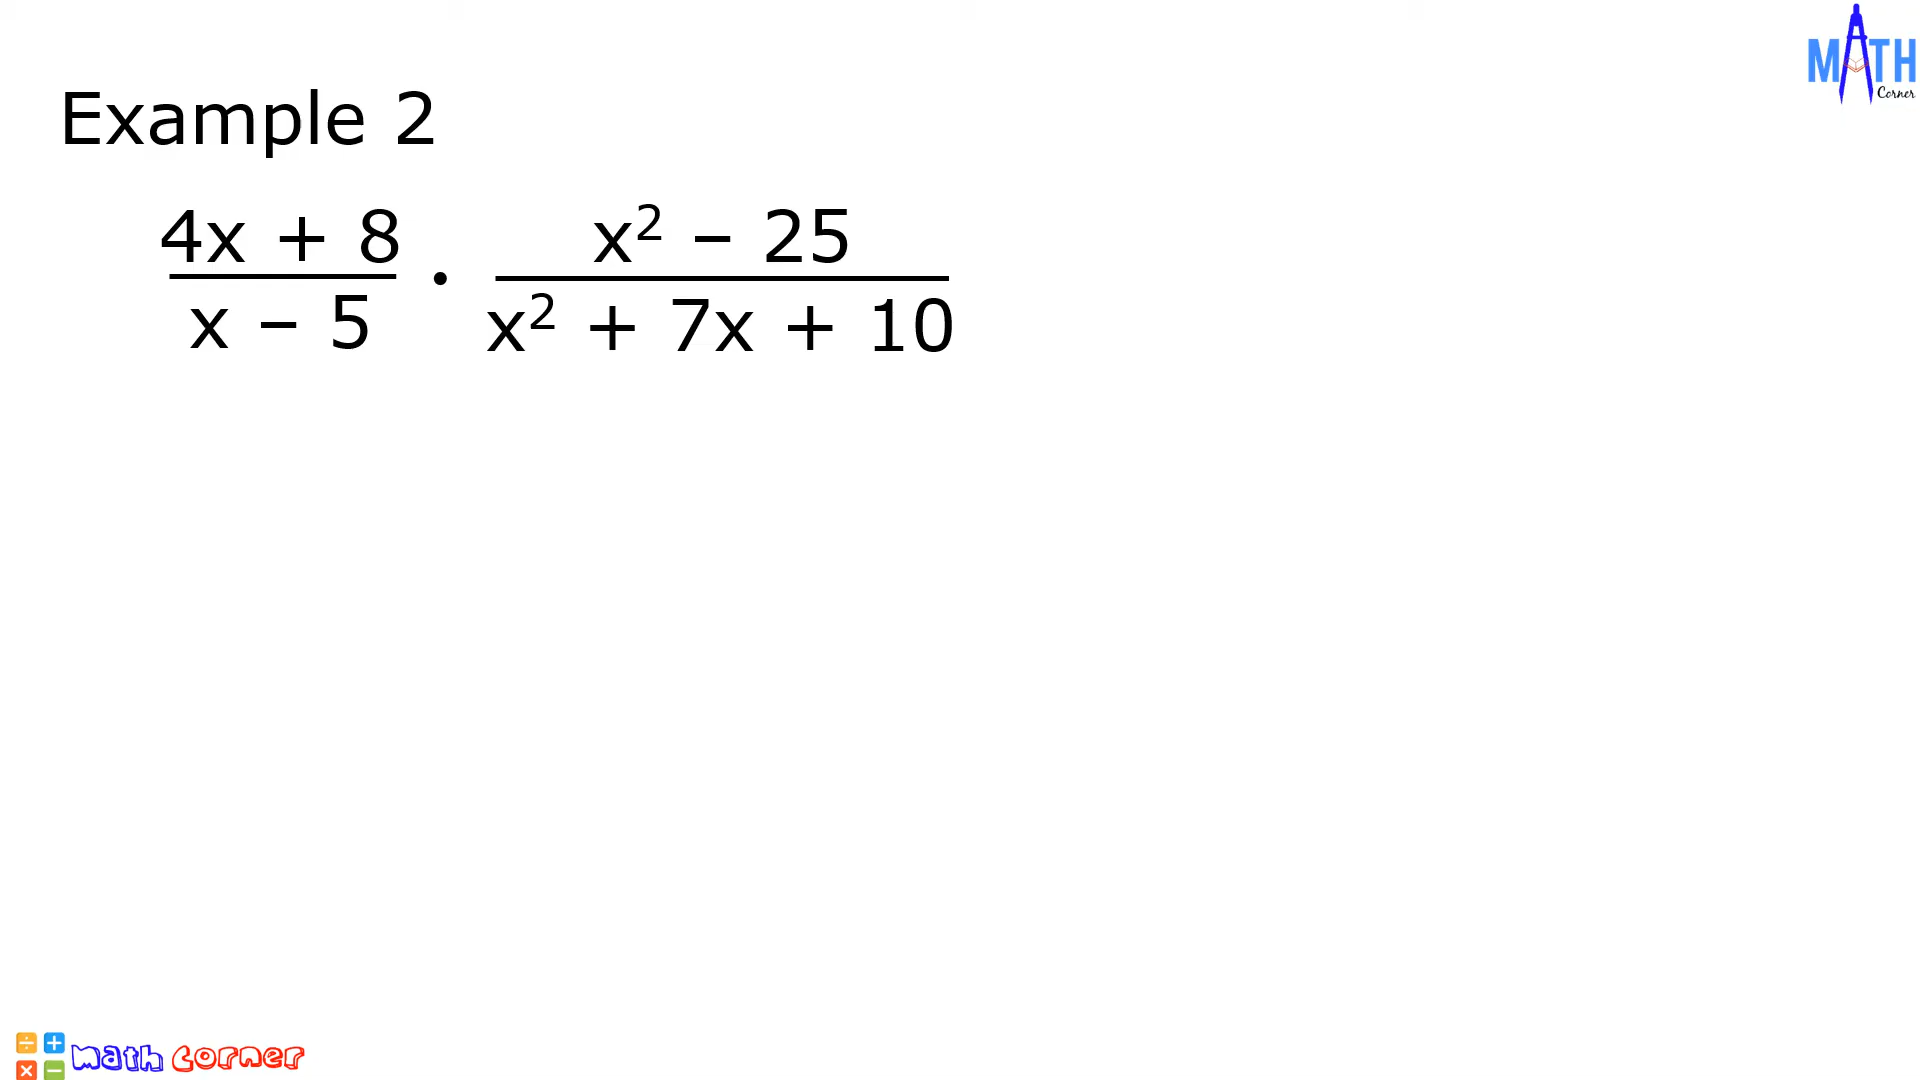 MATH
Corner
Example 2
4x + 8
x – 5
·
x² – 25
x² + 7x + 10
÷ +
× –
math corner